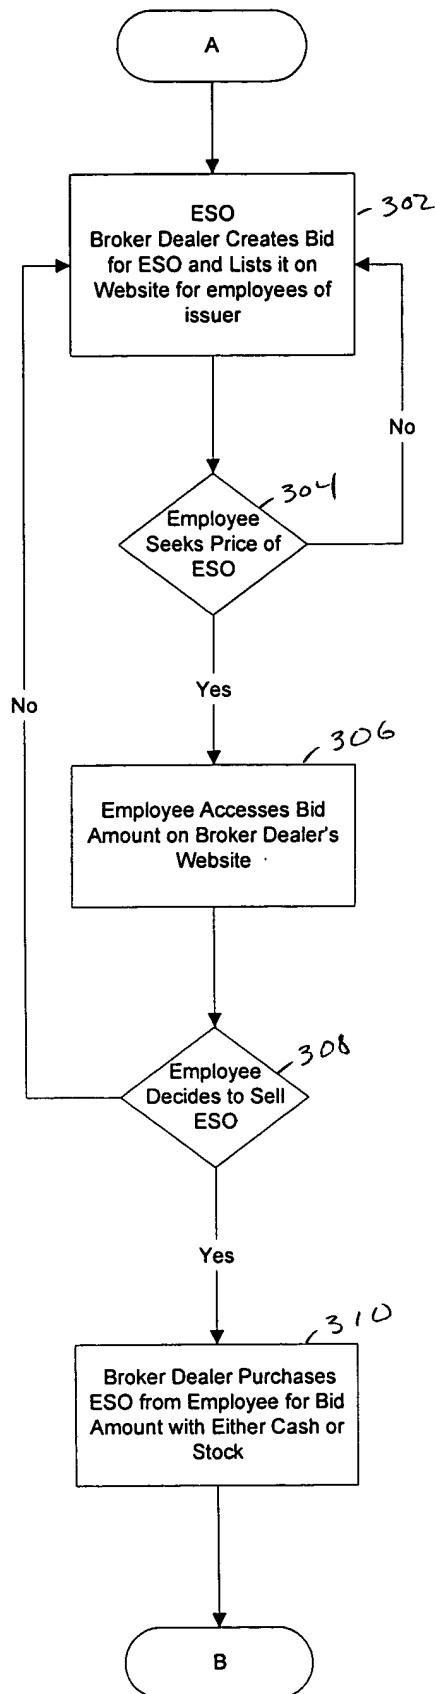 A
ESO
Broker Dealer Creates Bid
for ESO and Lists it on
Website for employees of
issuer
302
No
304
Employee
Seeks Price of
ESO
Yes
No
306
Employee Accesses Bid
Amount on Broker Dealer's
Website
308
Employee
Decides to Sell
ESO
Yes
310
Broker Dealer Purchases
ESO from Employee for Bid
Amount with Either Cash or
Stock
B